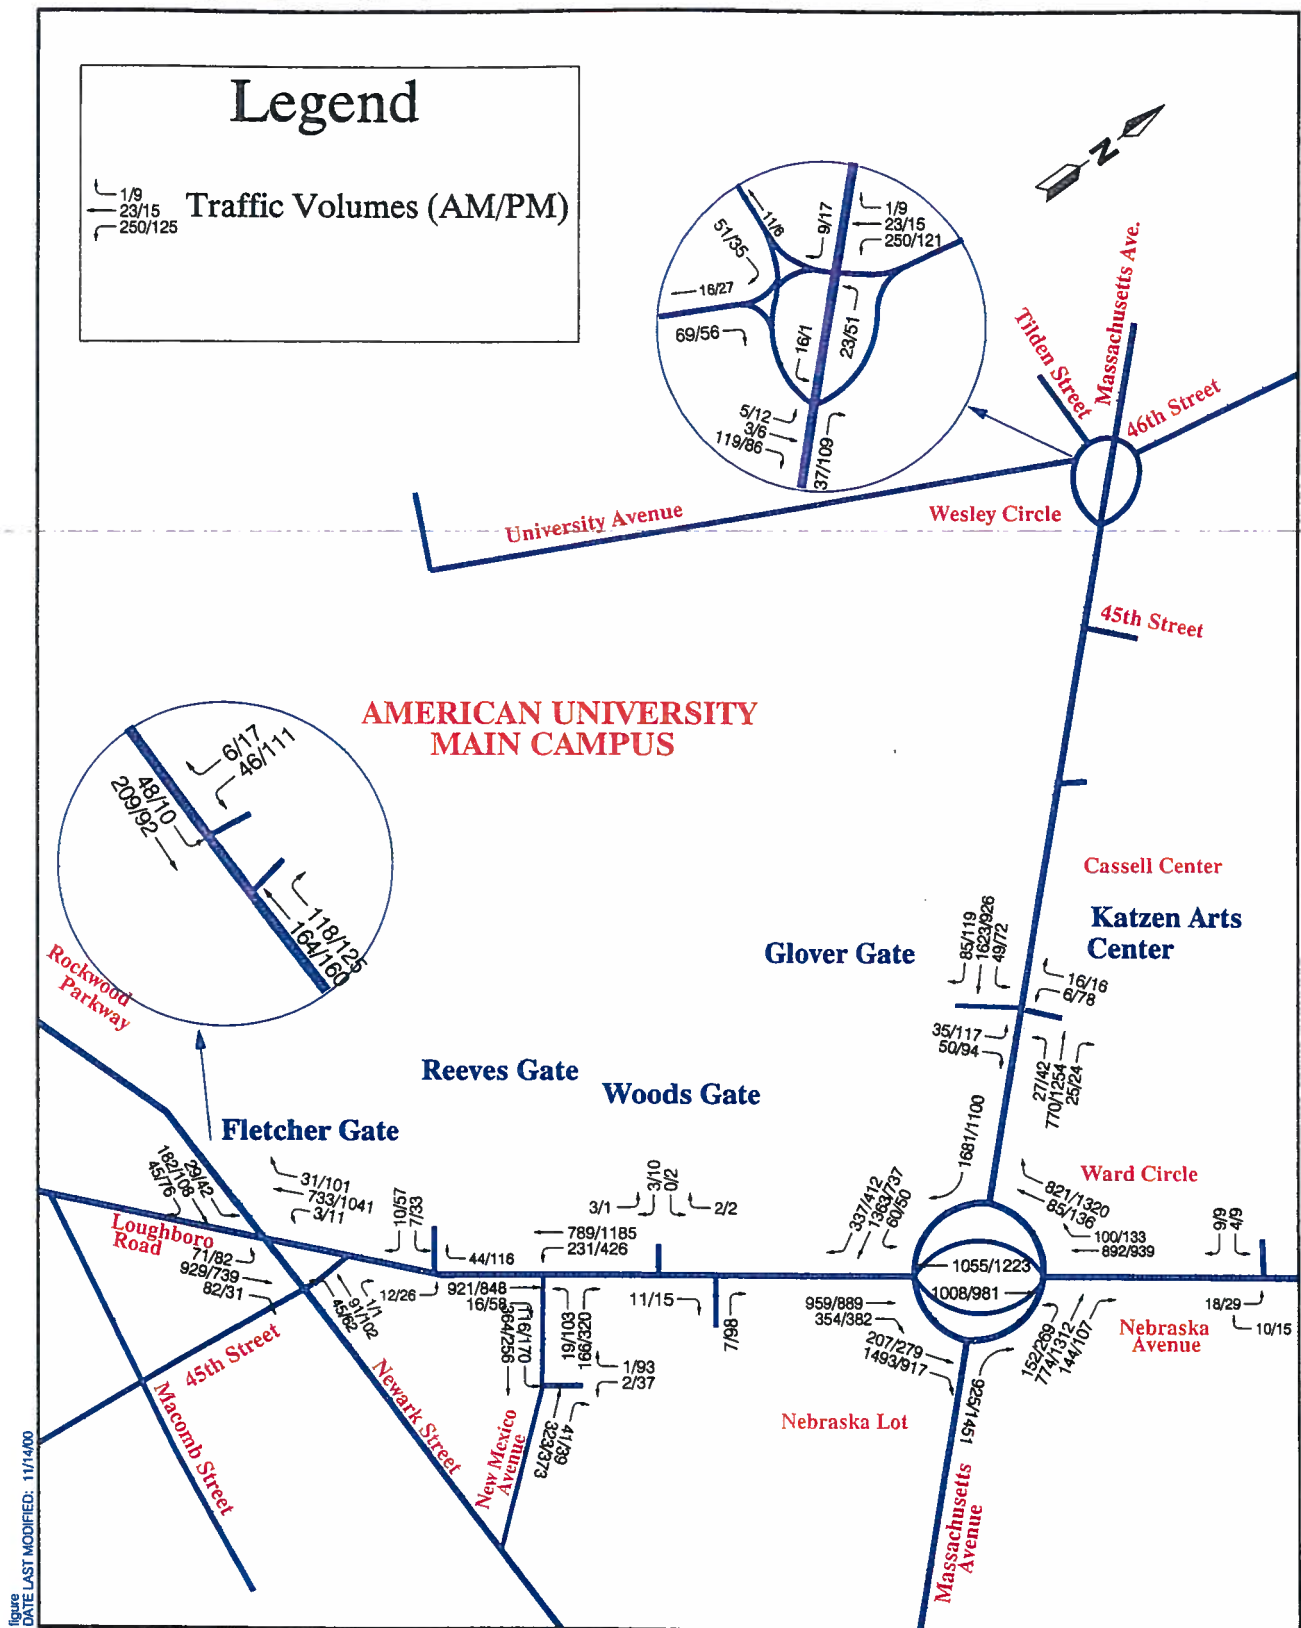 Legend
1/9
23/15
250/125
Traffic Volumes (AM/PM)
N
11/6
51/35
9/17
1/9
23/15
250/121
16/27
69/56
16/1
23/51
5/12
3/6
119/86
37/109
Tilden Street
Massachusetts Ave.
46th Street
University Avenue
Wesley Circle
45th Street
AMERICAN UNIVERSITY
MAIN CAMPUS
6/17
46/111
48/10
209/92
118/125
164/160
Cassell Center
Katzen Arts
Center
Glover Gate
85/119
1623/926
49/72
16/16
6/78
35/117
50/94
27/42
770/1254
25/24
Rockwood
Parkway
Reeves Gate
Woods Gate
Fletcher Gate
1681/1100
Ward Circle
29/42
182/108
45/76
31/101
733/1041
3/11
10/57
7/33
3/1
3/10
0/2
2/2
337/412
1363/737
60/50
821/1320
85/136
100/133
892/939
9/9
4/9
Loughboro
Road
71/82
929/739
82/31
44/116
789/1185
231/426
1055/1223
1008/981
1/1
91/102
45/62
12/26
921/848
16/58
11/15
7/98
959/889
354/382
207/279
1493/917
18/29
10/15
364/256
116/170
19/103
166/320
1/93
2/37
152/269
774/1312
144/107
Nebraska
Avenue
45th Street
925/1451
Macomb Street
Newark Street
New Mexico
Avenue
323/373
41/39
Nebraska Lot
Massachusetts
Avenue
figure
DATE LAST MODIFIED: 11/14/00